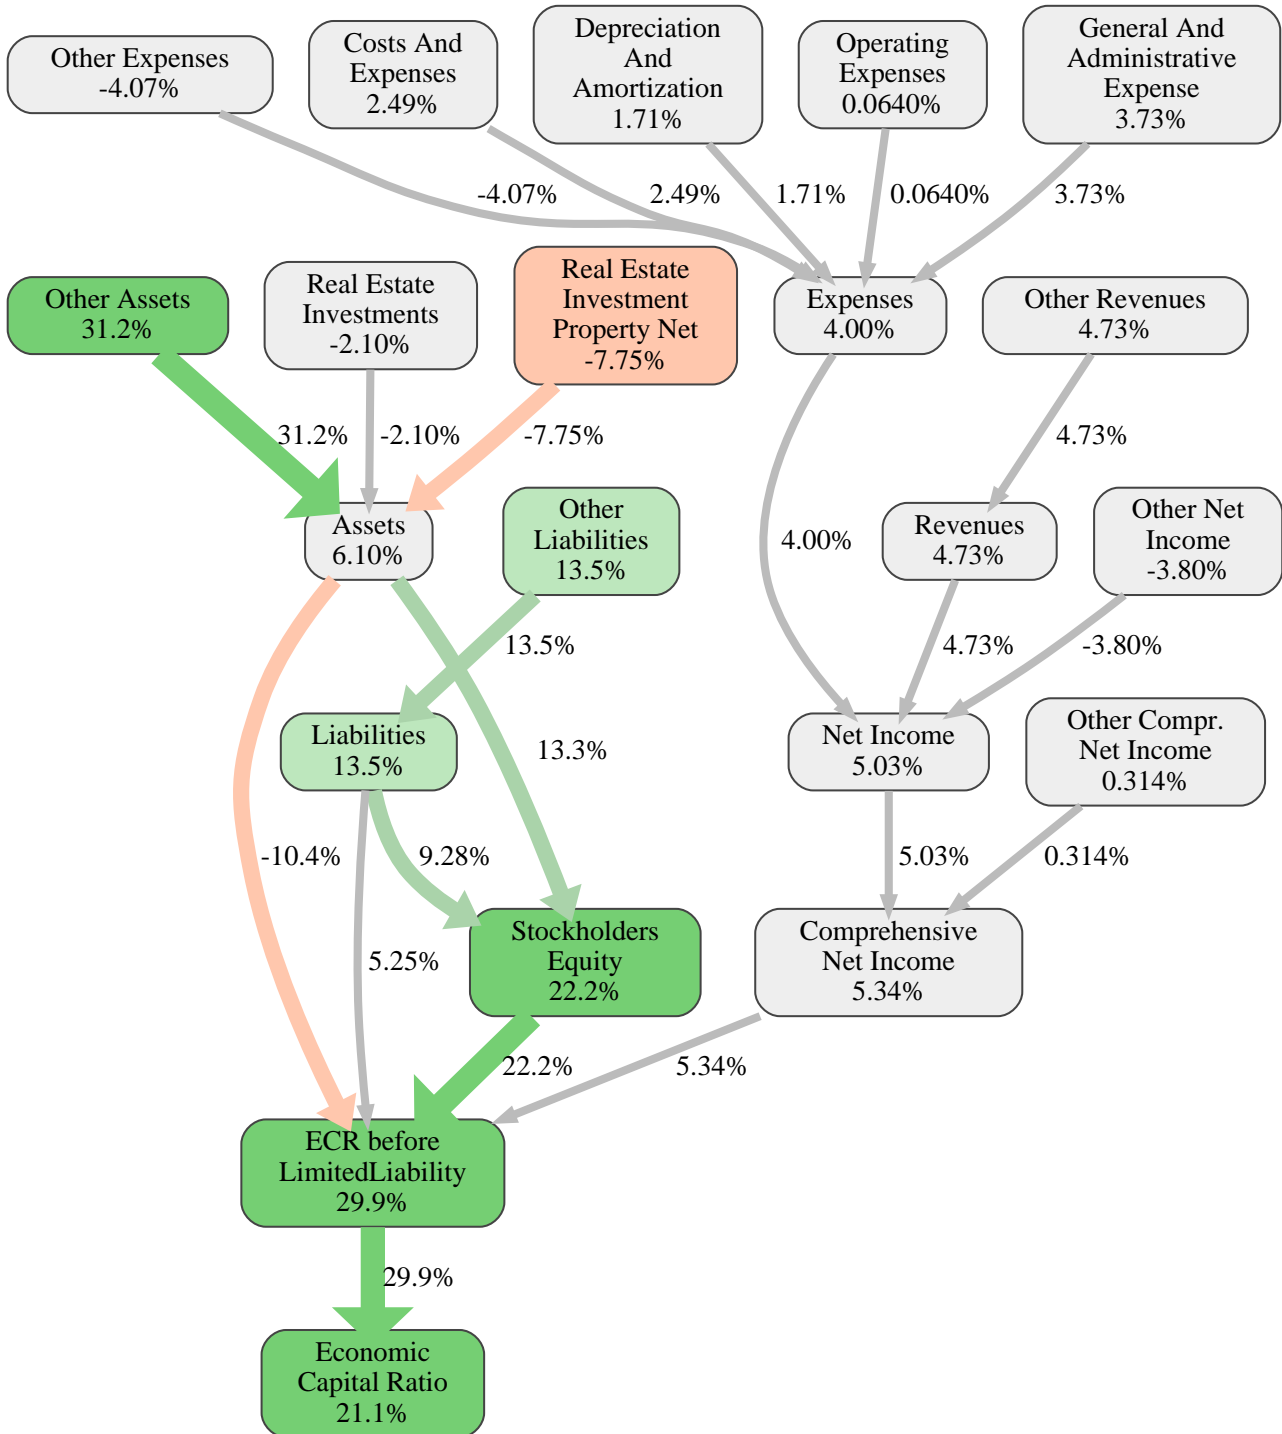 Other Expenses
-4.07%
Costs And
Expenses
2.49%
Depreciation
And
Amortization
1.71%
Operating
Expenses
0.0640%
General And
Administrative
Expense
3.73%
-4.07%
2.49%
1.71%
0.0640%
3.73%
Other Assets
31.2%
Real Estate
Investments
-2.10%
Real Estate
Investment
Property Net
-7.75%
Expenses
4.00%
Other Revenues
4.73%
31.2%
-2.10%
-7.75%
4.73%
Assets
6.10%
Other
Liabilities
13.5%
4.00%
Revenues
4.73%
Other Net
Income
-3.80%
13.5%
4.73%
-3.80%
Liabilities
13.5%
13.3%
Net Income
5.03%
Other Compr.
Net Income
0.314%
-10.4%
9.28%
5.03%
0.314%
5.25%
Stockholders
Equity
22.2%
Comprehensive
Net Income
5.34%
22.2%
5.34%
ECR before
LimitedLiability
29.9%
29.9%
Economic
Capital Ratio
21.1%